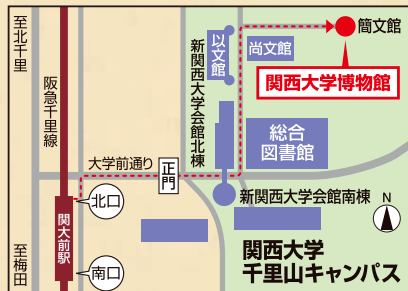 至北千里
阪急千里線
新関西大学会館北棟
以文館
尚文館
簡文館
関西大学博物館
総合
図書館
大学前通り
正門
北口
関大前駅
新関西大学会館南棟
N
南口
至梅田
関西大学
千里山キャンパス